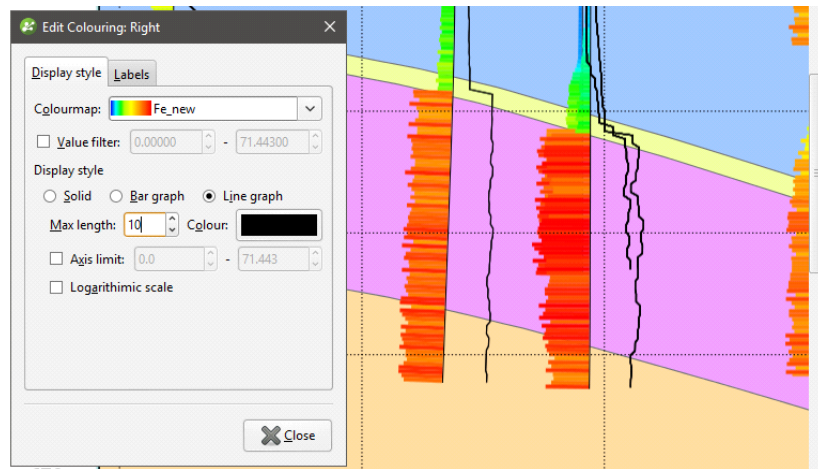 Edit Colouring: Right
Display style Labels
Colourmap: Fe_new
Value filter: 0.00000 - 71.44300
Display style
Solid Bar graph Line graph
Max length: 10 Colour:
Axis limit: 0.0 - 71.443
Logarithimic scale
Close